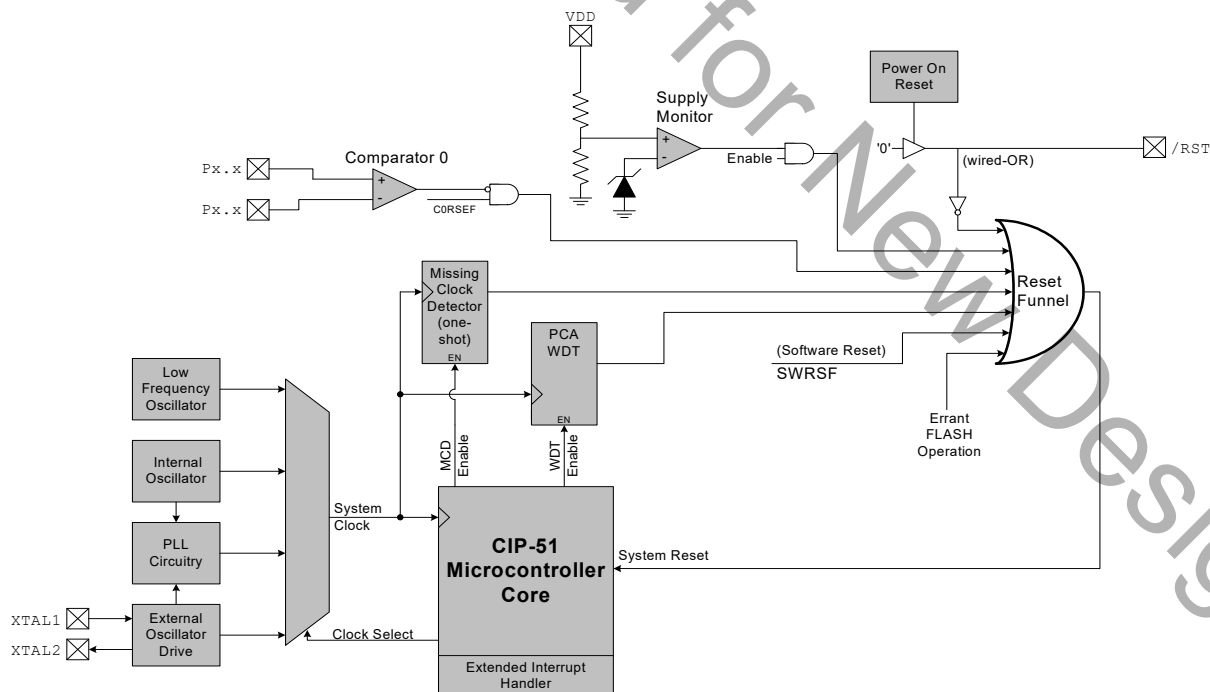 VDD
Power On
Reset
Supply
Monitor
+
-
Enable
'0'
(wired-OR)
/RST
Px.x
Px.x
Comparator 0
+
-
C0RSEF
Missing
Clock
Detector
(one-
shot)
EN
PCA
WDT
EN
(Software Reset)
SWRSF
Reset
Funnel
Errant
FLASH
Operation
Low
Frequency
Oscillator
Internal
Oscillator
PLL
Circuitry
External
Oscillator
Drive
XTAL1
XTAL2
System
Clock
Clock Select
MCD
Enable
WDT
Enable
CIP-51
Microcontroller
Core
System Reset
Extended Interrupt
Handler
for New Desig